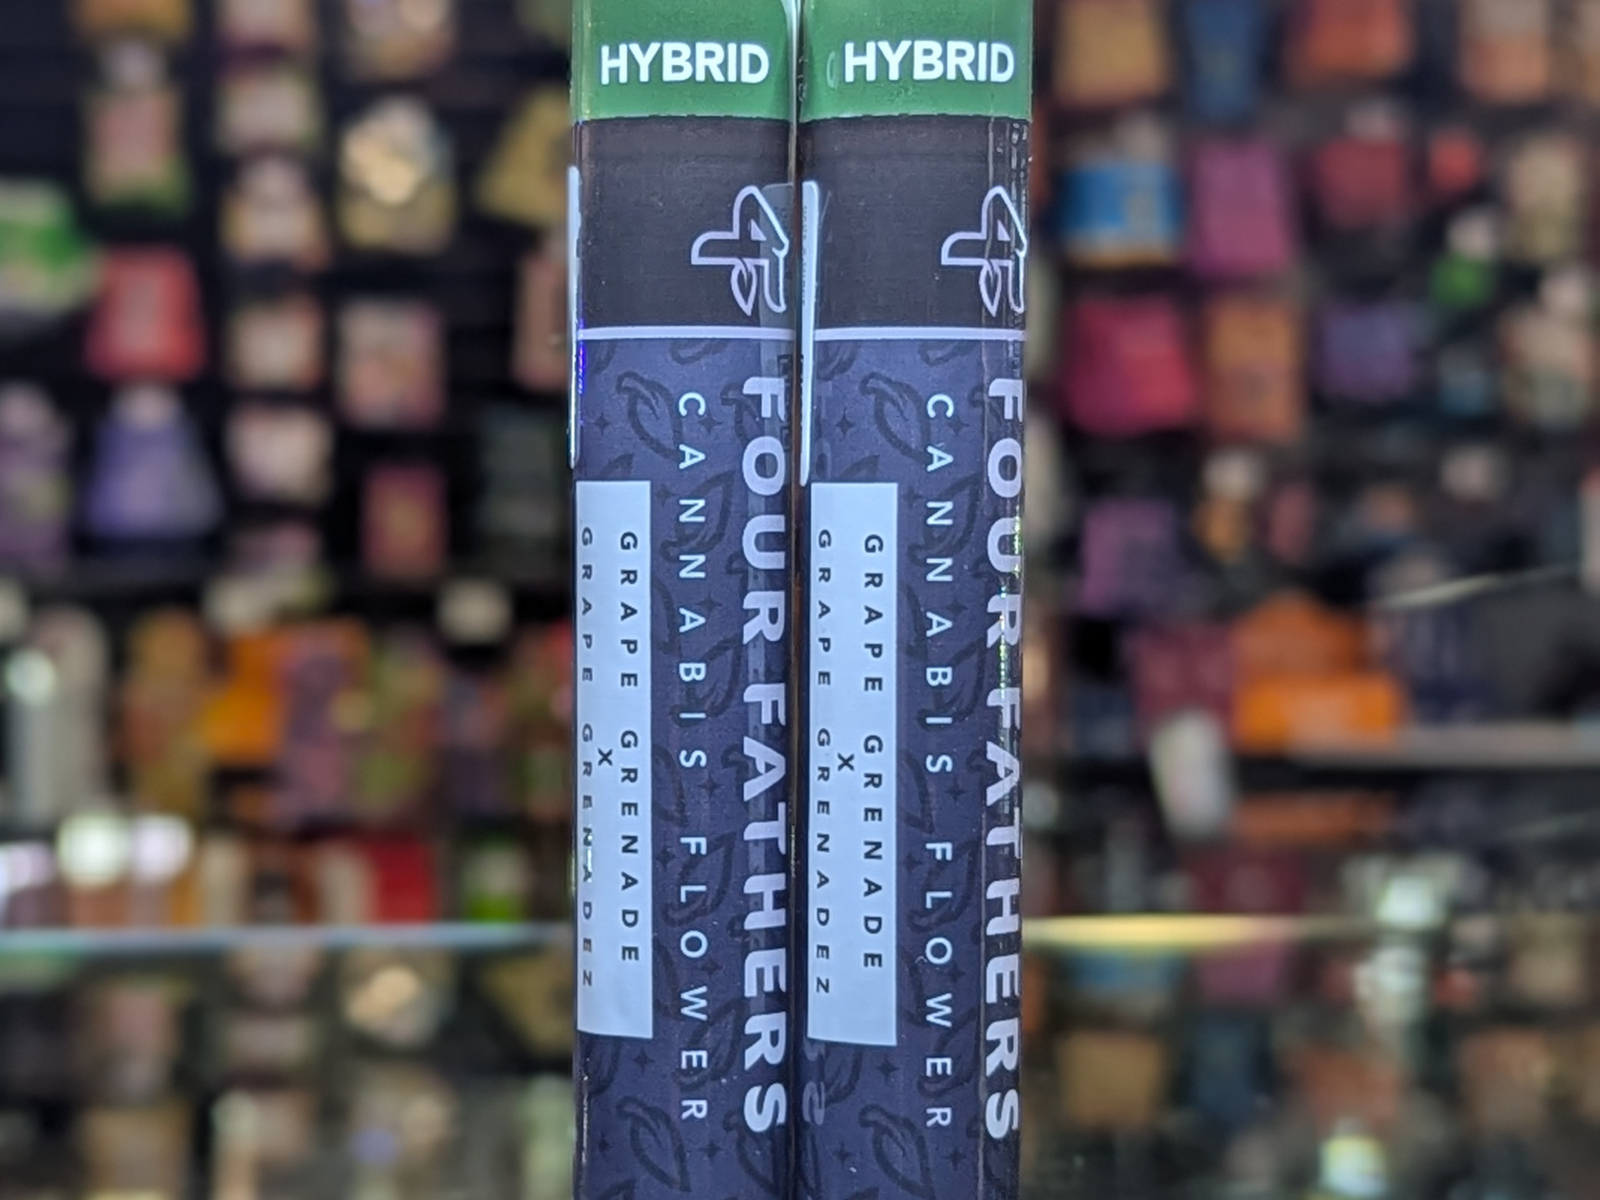 HYBRID
FOUR FATHERS
CANNABIS FLOWER
GRAPE GRENADE
X
GRAPE GRENADEZ
HYBRID
FOUR FATHERS
CANNABIS FLOWER
GRAPE GRENADE
X
GRAPE GRENADEZ